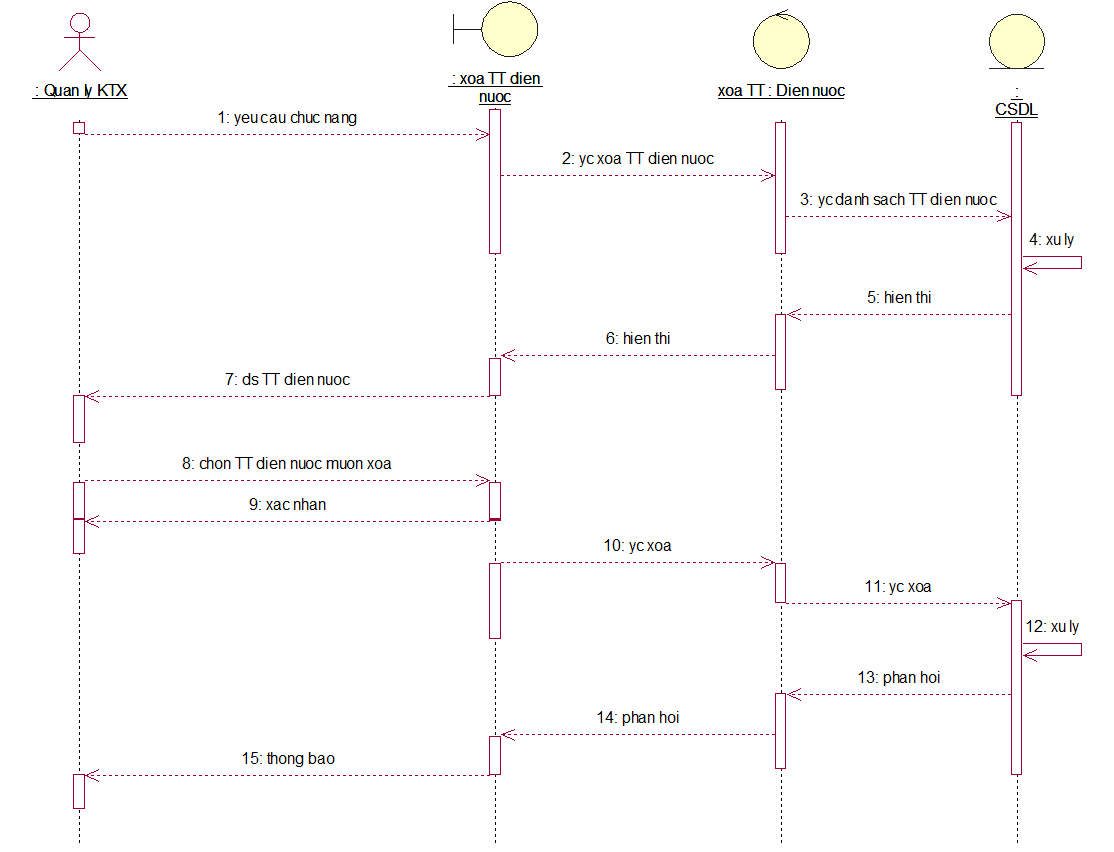 : Quan ly KTX
: xoa TT dien
nuoc
xoa TT : Dien nuoc
:
CSDL
1: yeu cau chuc nang
2: yc xoa TT dien nuoc
3: yc danh sach TT dien nuoc
4: xu ly
5: hien thi
6: hien thi
7: ds TT dien nuoc
8: chon TT dien nuoc muon xoa
9: xac nhan
10: yc xoa
11: yc xoa
12: xu ly
13: phan hoi
14: phan hoi
15: thong bao